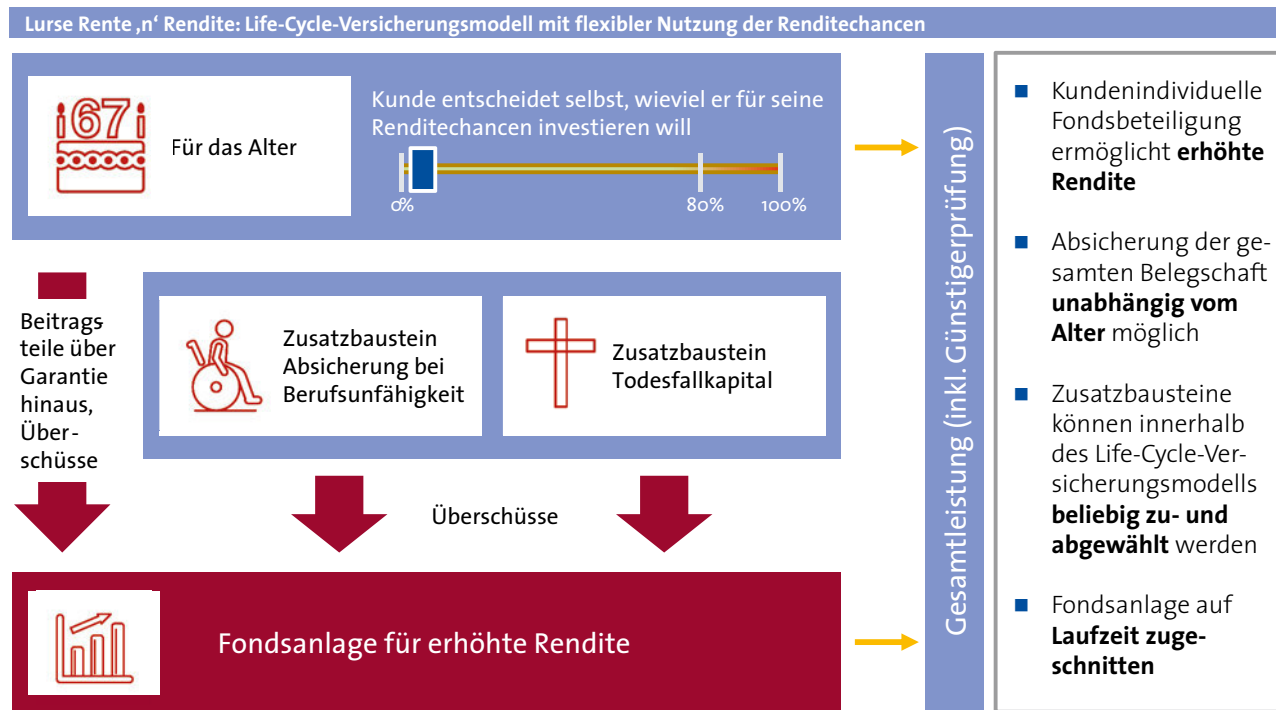 Lurse Rente ‚n‘ Rendite: Life-Cycle-Versicherungsmodell mit flexibler Nutzung der Renditechancen
67
Für das Alter
Kunde entscheidet selbst, wieviel er für seine
Renditechancen investieren will
0%
80%
100%
Beitrags-
teile über
Garantie
hinaus,
Über-
schüsse
Zusatzbaustein
Absicherung bei
Berufsunfähigkeit
Zusatzbaustein
Todesfallkapital
Überschüsse
Fondsanlage für erhöhte Rendite
Gesamtleistung (inkl. Günstigerprüfung)
Kundenindividuelle
Fondsbeteiligung
ermöglicht erhöhte
Rendite
Absicherung der ge-
samten Belegschaft
unabhängig vom
Alter möglich
Zusatzbausteine
können innerhalb
des Life-Cycle-Ver-
sicherungsmodells
beliebig zu- und
abgewählt werden
Fondsanlage auf
Laufzeit zuge-
schnitten